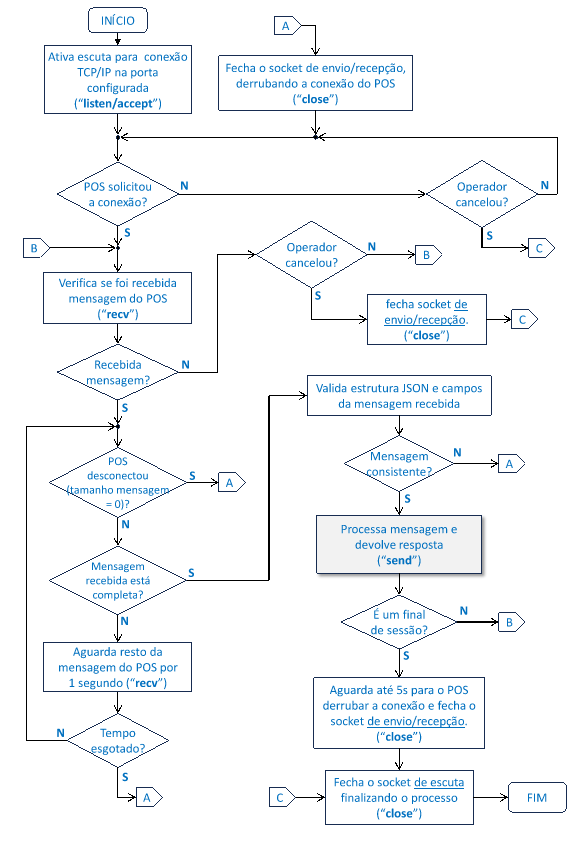 INÍCIO
Ativa escuta para conexão
TCP/IP na porta
configurada
("listen/accept")
A
Fecha o socket de envio/recepção,
derrubando a conexão do POS
("close")
POS solicitou
a conexão?
N
S
Operador
cancelou?
N
S
C
B
Operador
cancelou?
N
B
S
fecha socket de
envio/recepção.
("close")
C
Verifica se foi recebida
mensagem do POS
("recv")
Recebida
mensagem?
N
S
POS
desconectou
(tamanho mensagem
= 0)?
S
A
N
Mensagem
recebida está
completa?
S
N
Aguarda resto da
mensagem do POS por
1 segundo ("recv")
Tempo
esgotado?
N
S
A
Valida estrutura JSON e campos
da mensagem recebida
Mensagem
consistente?
N
A
S
Processa mensagem e
devolve resposta
("send")
É um final
de sessão?
N
B
S
Aguarda até 5s para o POS
derrubar a conexão e fecha o
socket de envio/recepção.
("close")
C
Fecha o socket de escuta
finalizando o processo
("close")
FIM